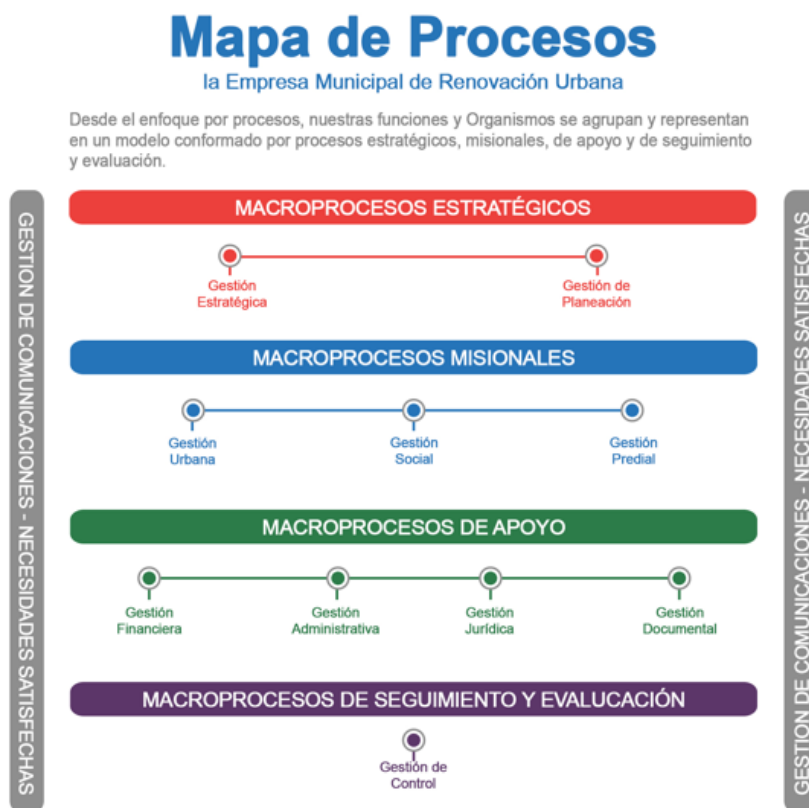 Mapa de Procesos
la Empresa Municipal de Renovación Urbana
Desde el enfoque por procesos, nuestras funciones y Organismos se agrupan y representan
en un modelo conformado por procesos estratégicos, misionales, de apoyo y de seguimiento
y evaluación.
GESTION DE COMUNICACIONES - NECESIDADES SATISFECHAS
MACROPROCESOS ESTRATÉGICOS
Gestión
Estratégica
Gestión de
Planeación
MACROPROCESOS MISIONALES
Gestión
Urbana
Gestión
Social
Gestión
Predial
MACROPROCESOS DE APOYO
Gestión
Financiera
Gestión
Administrativa
Gestión
Jurídica
Gestión
Documental
MACROPROCESOS DE SEGUIMIENTO Y EVALUCACIÓN
Gestión de
Control
GESTION DE COMUNICACIONES - NECESIDADES SATISFECHAS